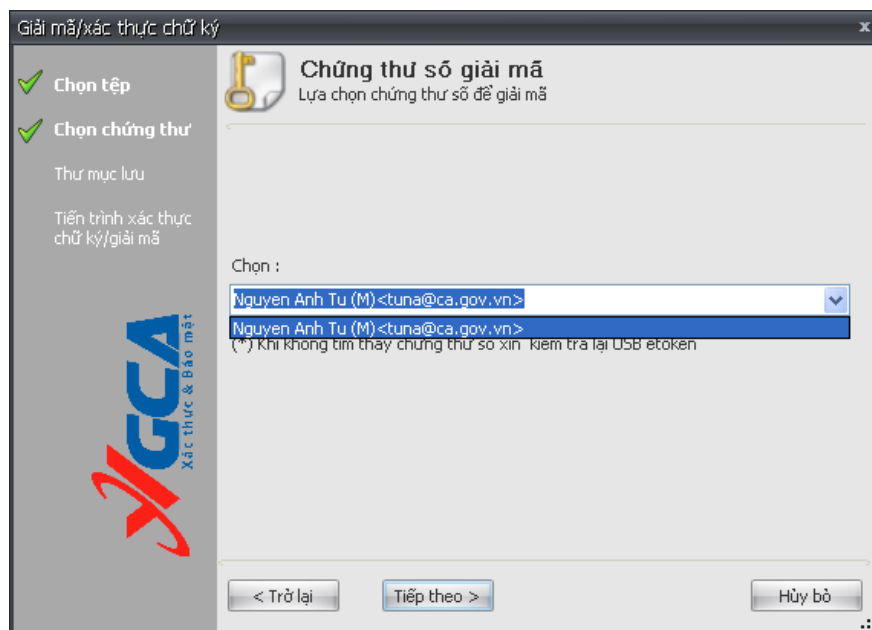 Giải mã/xác thực chữ ký
x
Chọn tệp
Chọn chứng thư
Thư mục lưu
Tiến trình xác thực
chữ ký/giải mã
Chứng thư số giải mã
Lựa chọn chứng thư số để giải mã
Chọn :
Nguyen Anh Tu (M)<tuna@ca.gov.vn>
Nguyen Anh Tu (M)<tuna@ca.gov.vn>
(*) Khi không tìm thấy chứng thư số xin kiểm tra lại USB etoken
GCA
Xác thực & Bảo mật
< Trở lại
Tiếp theo >
Hủy bỏ